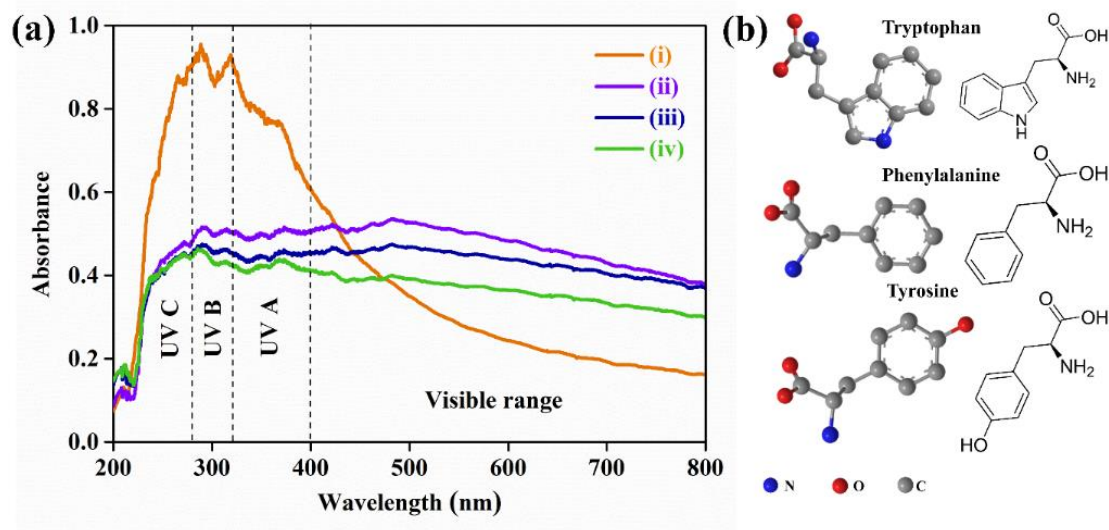 (a)
1.0
0.8
0.6
0.4
0.2
0.0
Absorbance
(i)
(ii)
(iii)
(iv)
UV C
UV B
UV A
Visible range
200
300
400
500
600
700
800
Wavelength (nm)
(b)
Tryptophan
O
OH
NH2
N
H
Phenylalanine
O
OH
NH2
Tyrosine
O
OH
NH2
HO
N
O
C